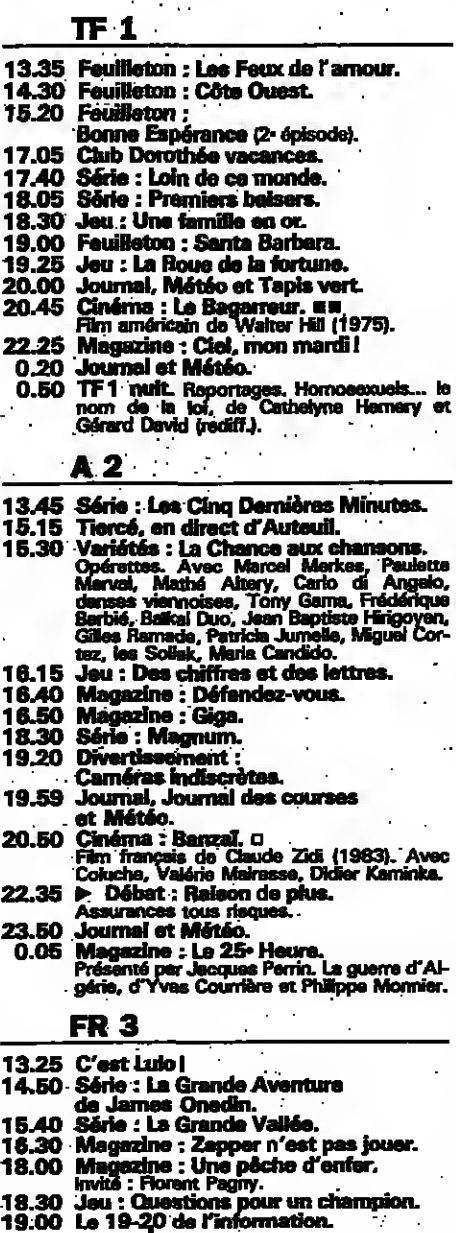 TF 1
13.35 Feuilleton : Les Feux de l'amour.
14.30 Feuilleton : Côte Ouest.
15.20 Feuilleton :
Bonne Espérance (2• épisode).
17.05 Club Dorothée vacances.
17.40 Série : Loin de ce monde.
18.05 Série : Premiers baisers.
18.30 Jeu : Une famille en or.
19.00 Feuilleton : Santa Barbara.
19.25 Jeu : La Roue de la fortune.
20.00 Journal, Météo et Tapis vert.
20.45 Cinéma : Le Bagarreur. ■■
Film américain de Walter Hill (1975).
22.25 Magazine : Ciel, mon mardi !
0.20 Journal et Météo.
0.50 TF 1 nuit. Reportages. Homosexuels... le
nom de la loi, de Cathelyne Hemery et
Gérard David (rediff.).
A 2
13.45 Série : Les Cinq Dernières Minutes.
15.15 Tiercé, en direct d'Auteuil.
15.30 Variétés : La Chance aux chansons.
Opérettes. Avec Marcel Merkes, Paulette
Merval, Mathé Altery, Carlo di Angelo,
danses viennoises, Tony Gama, Frédérique
Barbié, Baïkal Duo, Jean Baptiste Hirigoyen,
Gilles Ramade, Patricia Jumelle, Miguel Cor-
tez, les Soliak, Maria Candido.
16.15 Jeu : Des chiffres et des lettres.
16.40 Magazine : Défendez-vous.
16.50 Magazine : Giga.
18.30 Série : Magnum.
19.20 Divertissement :
Caméras indiscrètes.
19.59 Journal, Journal des courses
et Météo.
20.50 Cinéma : Banzaï. □
Film français de Claude Zidi (1983). Avec
Coluche, Valérie Mairesse, Didier Kaminka.
22.35 ► Débat : Raison de plus.
Assurances tous risques.
23.50 Journal et Météo.
0.05 Magazine : La 25• Heure.
Présenté par Jacques Perrin. La guerre d'Al-
gérie, d'Yves Courrière et Philippe Monnier.
FR 3
13.25 C'est Lulo !
14.50 Série : La Grande Aventure
de James Onedin.
15.40 Série : La Grande Vallée.
16.30 Magazine : Zapper n'est pas jouer.
18.00 Magazine : Une pêche d'enfer.
Invité : Florent Pagny.
18.30 Jeu : Questions pour un champion.
19.00 Le 19-20 de l'information.